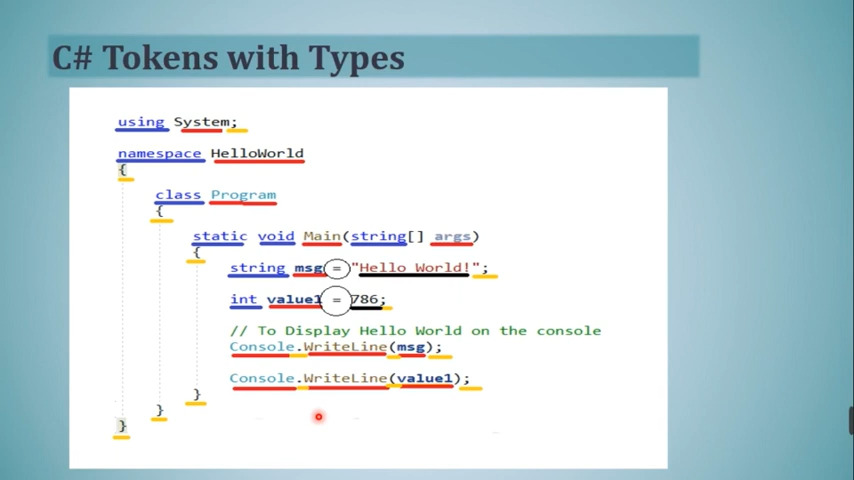 C# Tokens with Types
using System;
namespace HelloWorld
{
class Program
{
static void Main(string[] args)
{
string msg = "Hello World!";
int value1 = 786;
// To Display Hello World on the console
Console.WriteLine(msg);
Console.WriteLine(value1);
}
}
}